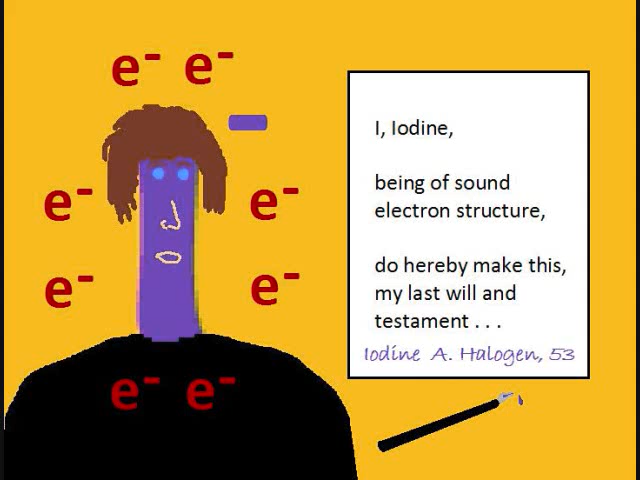 e⁻ e⁻
e⁻ e⁻
e⁻ e⁻
e⁻ e⁻
I, Iodine,
being of sound
electron structure,
do hereby make this,
my last will and
testament . . .
Iodine A. Halogen, 53